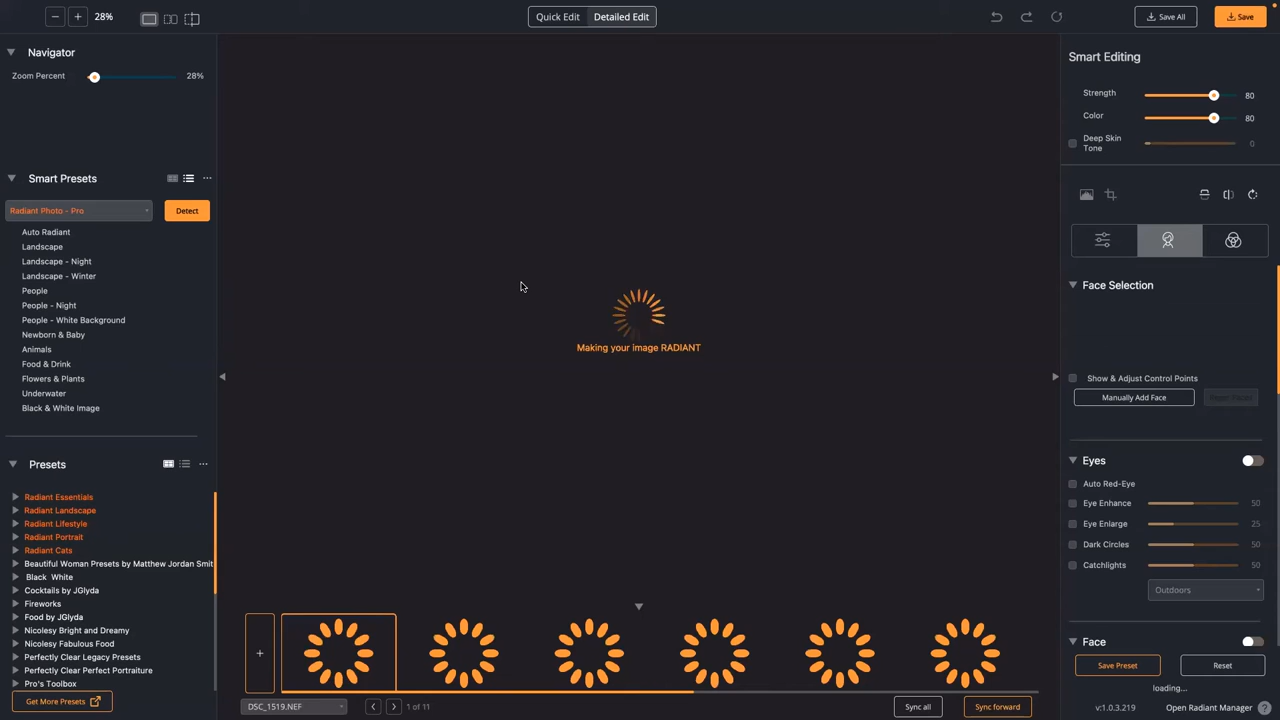 28%
Quick Edit Detailed Edit
Save All Save
Navigator
Zoom Percent 28%
Smart Presets
Radiant Photo - Pro Detect
Auto Radiant
Landscape
Landscape - Night
Landscape - Winter
People
People - Night
People - White Background
Newborn & Baby
Animals
Food & Drink
Flowers & Plants
Underwater
Black & White Image
Presets
Radiant Essentials
Radiant Landscape
Radiant Lifestyle
Radiant Portrait
Radiant Cats
Beautiful Woman Presets by Matthew Jordan Smit
Black White
Cocktails by JGlyda
Fireworks
Food by JGlyda
Nicolesy Bright and Dreamy
Nicolesy Fabulous Food
Perfectly Clear Legacy Presets
Perfectly Clear Perfect Portraiture
Pro's Toolbox
Get More Presets
Making your image RADIANT
DSC_1519.NEF
1 of 11
Sync all Sync forward
Smart Editing
Strength 80
Color 80
Deep Skin
Tone 0
Face Selection
Show & Adjust Control Points
Manually Add Face
Eyes
Auto Red-Eye
Eye Enhance 50
Eye Enlarge 25
Dark Circles 50
Catchlights 50
Outdoors
Face
Save Preset Reset
loading...
v:1.0.3.219 Open Radiant Manager ?